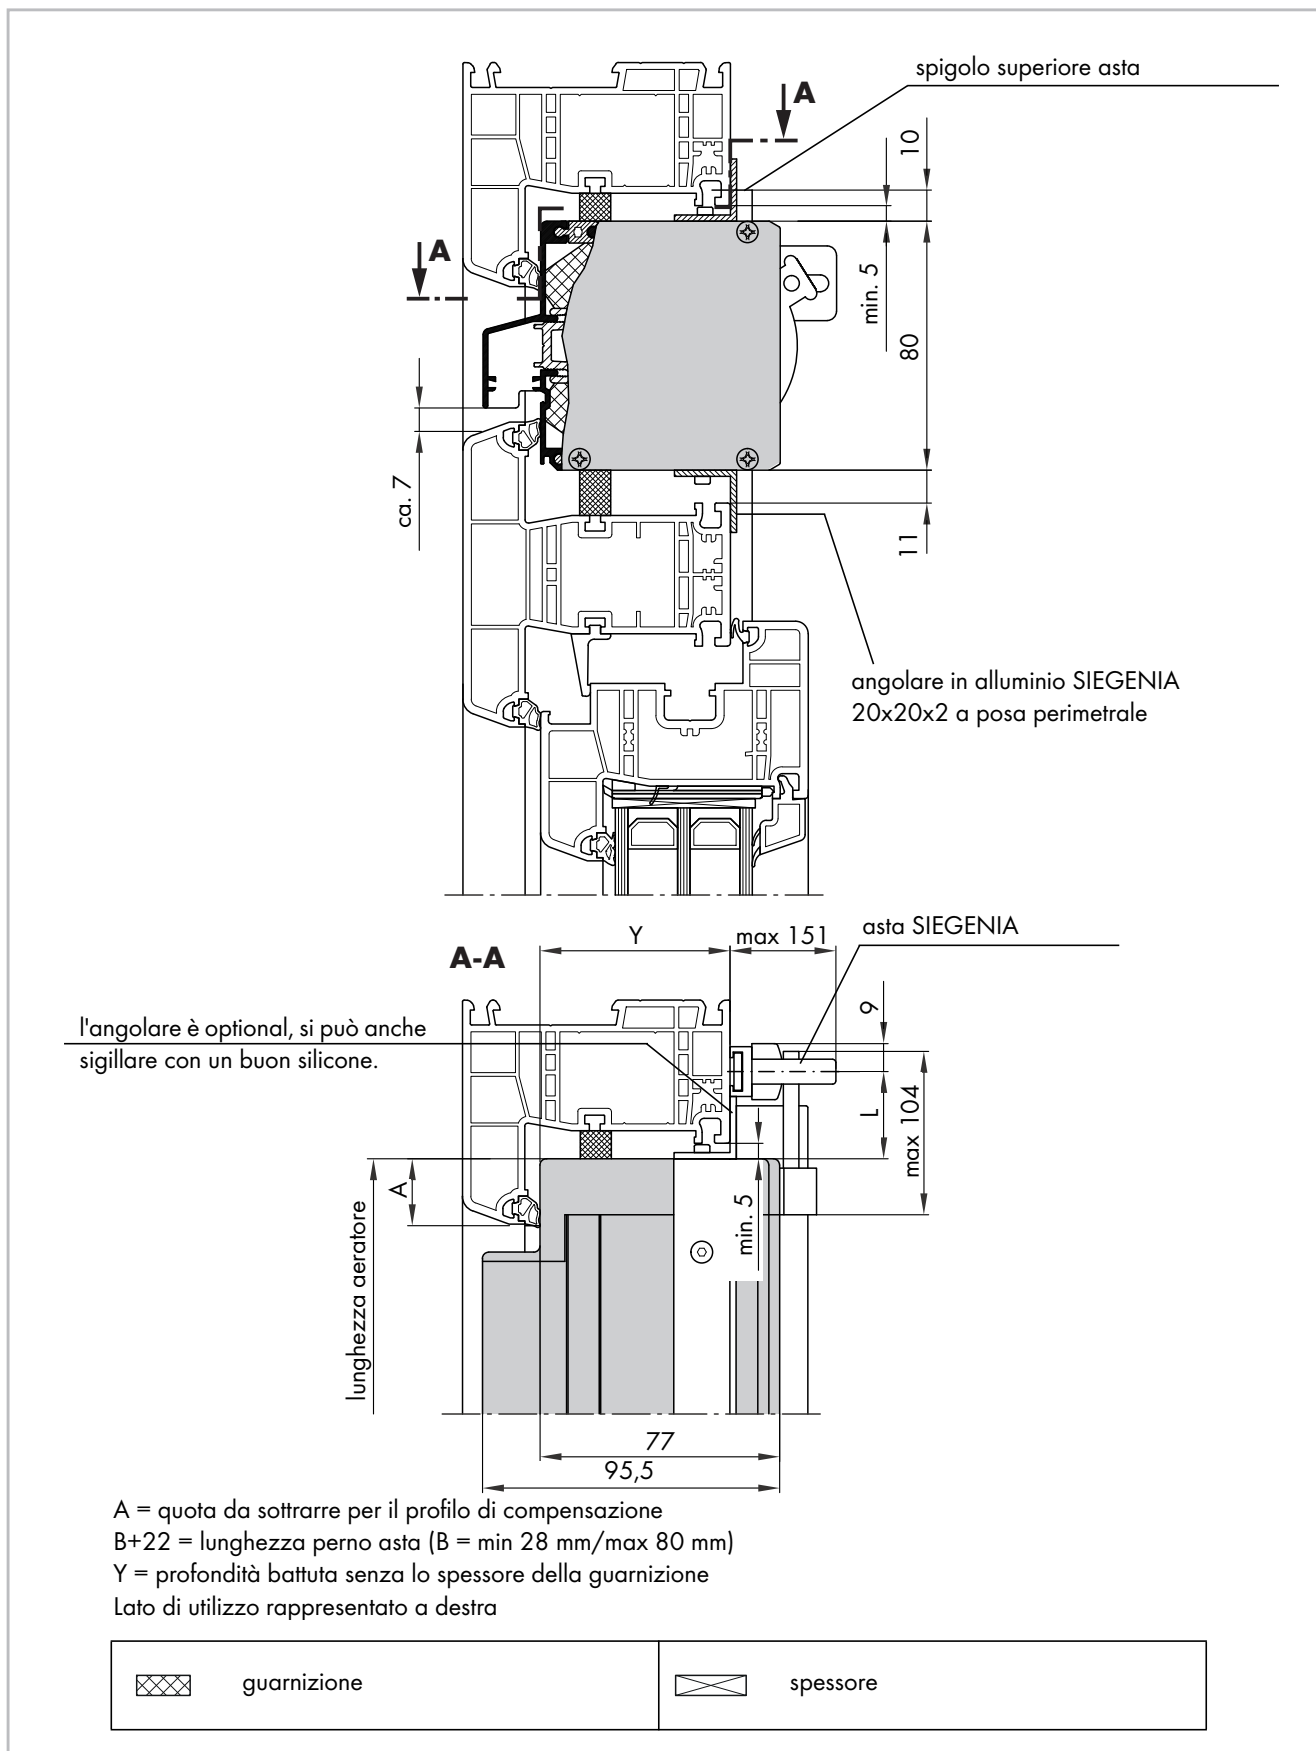 spigolo superiore asta
A
10
A
min. 5
80
ca. 7
11
angolare in alluminio SIEGENIA
20x20x2 a posa perimetrale
asta SIEGENIA
Y
max 151
A-A
9
l'angolare è optional, si può anche
sigillare con un buon silicone.
L
max 104
A
min. 5
lunghezza aeratore
77
95,5
A = quota da sottrarre per il profilo di compensazione
B+22 = lunghezza perno asta (B = min 28 mm/max 80 mm)
Y = profondità battuta senza lo spessore della guarnizione
Lato di utilizzo rappresentato a destra
guarnizione
spessore